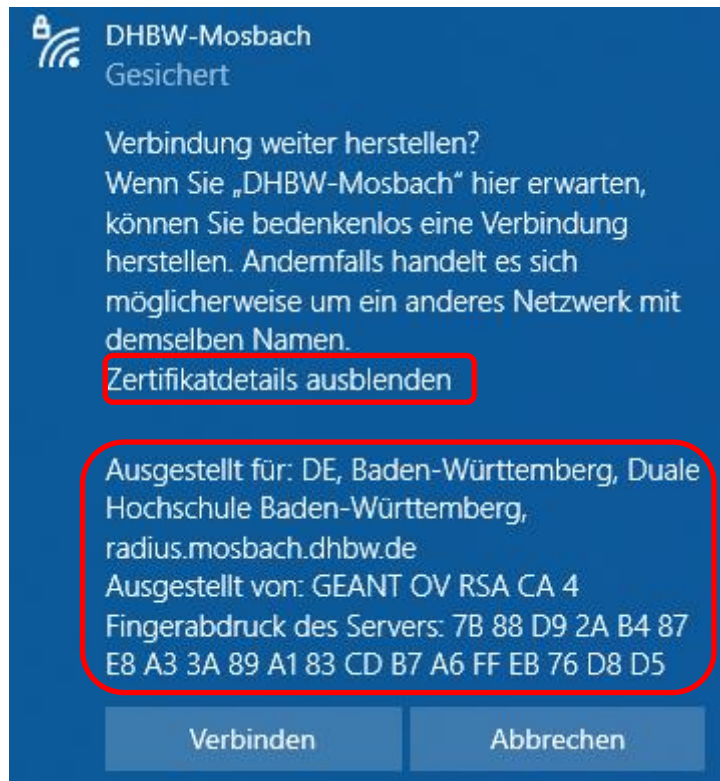 DHBW-Mosbach
Gesichert
Verbindung weiter herstellen?
Wenn Sie „DHBW-Mosbach“ hier erwarten,
können Sie bedenkenlos eine Verbindung
herstellen. Andernfalls handelt es sich
möglicherweise um ein anderes Netzwerk mit
demselben Namen.
Zertifikatdetails ausblenden
Ausgestellt für: DE, Baden-Württemberg, Duale
Hochschule Baden-Württemberg,
radius.mosbach.dhbw.de
Ausgestellt von: GEANT OV RSA CA 4
Fingerabdruck des Servers: 7B 88 D9 2A B4 87
E8 A3 3A 89 A1 83 CD B7 A6 FF EB 76 D8 D5
Verbinden
Abbrechen